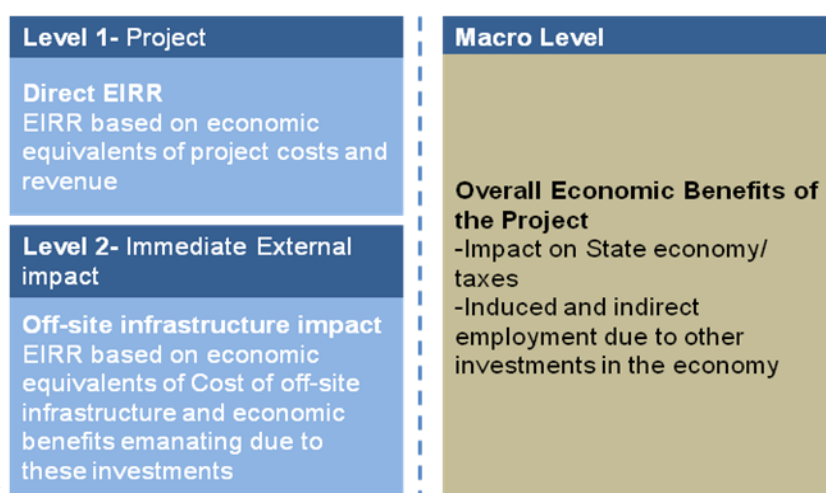 Level 1- Project
Direct EIRR
EIRR based on economic
equivalents of project costs and
revenue
Level 2- Immediate External
impact
Off-site infrastructure impact
EIRR based on economic
equivalents of Cost of off-site
infrastructure and economic
benefits emanating due to
these investments
Macro Level
Overall Economic Benefits of
the Project
-Impact on State economy/
taxes
-Induced and indirect
employment due to other
investments in the economy